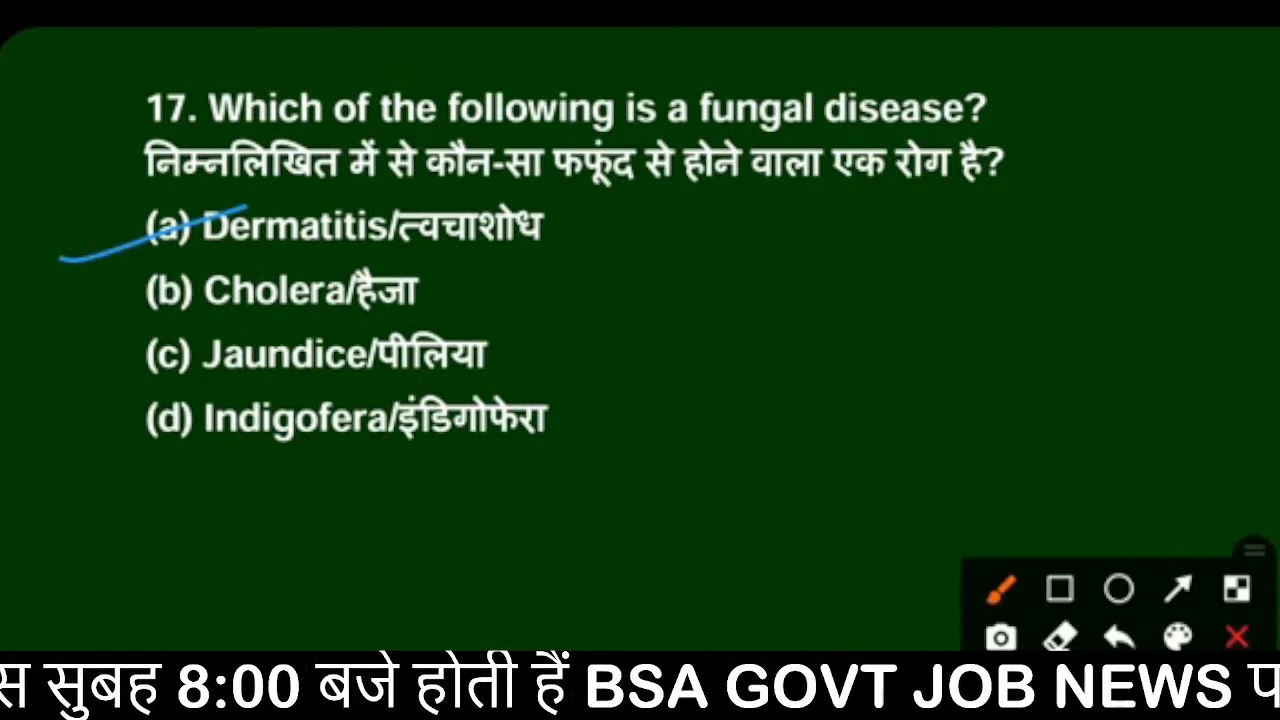 17. Which of the following is a fungal disease?
निम्नलिखित में से कौन-सा फफूंद से होने वाला एक रोग है?
(a) Dermatitis/त्वचाशोध
(b) Cholera/हैजा
(c) Jaundice/पीलिया
(d) Indigofera/इंडिगोफेरा
स सुबह 8:00 बजे होती हैं BSA GOVT JOB NEWS प